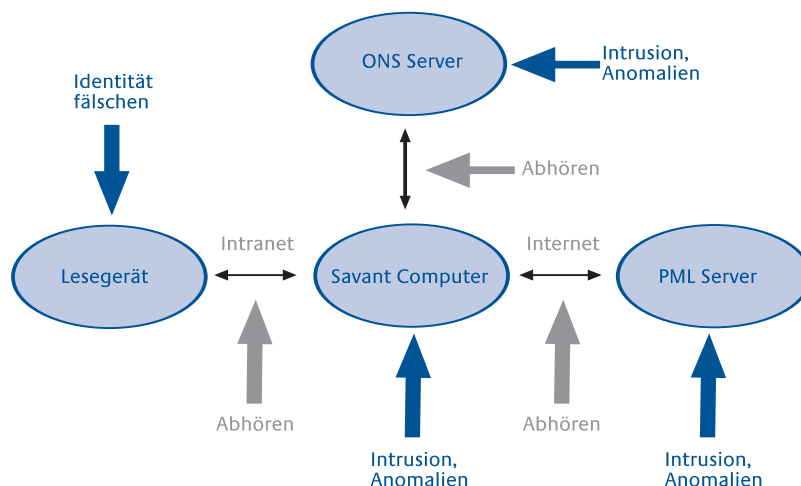 ONS Server
Intrusion,
Anomalien
Identität
fälschen
Abhören
Intranet
Internet
Lesegerät
Savant Computer
PML Server
Abhören
Abhören
Intrusion,
Anomalien
Intrusion,
Anomalien